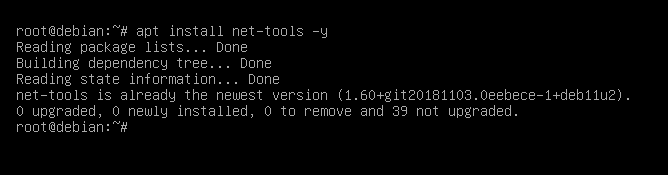 root@debian:~# apt install net-tools -y
Reading package lists... Done
Building dependency tree... Done
Reading state information... Done
net-tools is already the newest version (1.60+git20181103.0eebece-1+deb11u2).
0 upgraded, 0 newly installed, 0 to remove and 39 not upgraded.
root@debian:~#